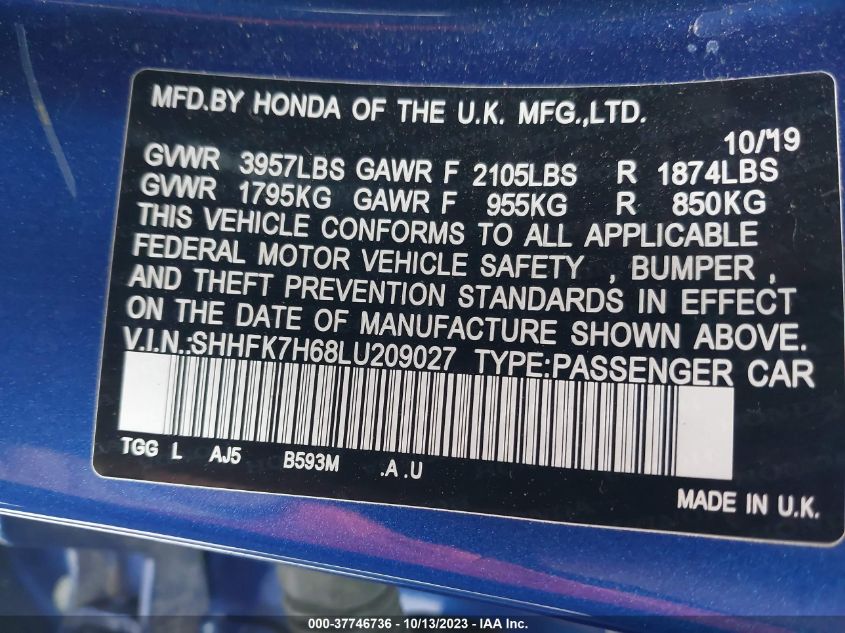 MFD.BY HONDA OF THE U.K. MFG.,LTD.
10/19
GVWR 3957LBS GAWR F 2105LBS R 1874LBS
GVWR 1795KG GAWR F 955KG R 850KG
THIS VEHICLE CONFORMS TO ALL APPLICABLE
FEDERAL MOTOR VEHICLE SAFETY , BUMPER ,
AND THEFT PREVENTION STANDARDS IN EFFECT
ON THE DATE OF MANUFACTURE SHOWN ABOVE.
V.I.N.:SHHFK7H68LU209027 TYPE:PASSENGER CAR
TGG L AJ5 B593M .A .U
MADE IN U.K.
000-37746736 - 10/13/2023 - IAAI.com